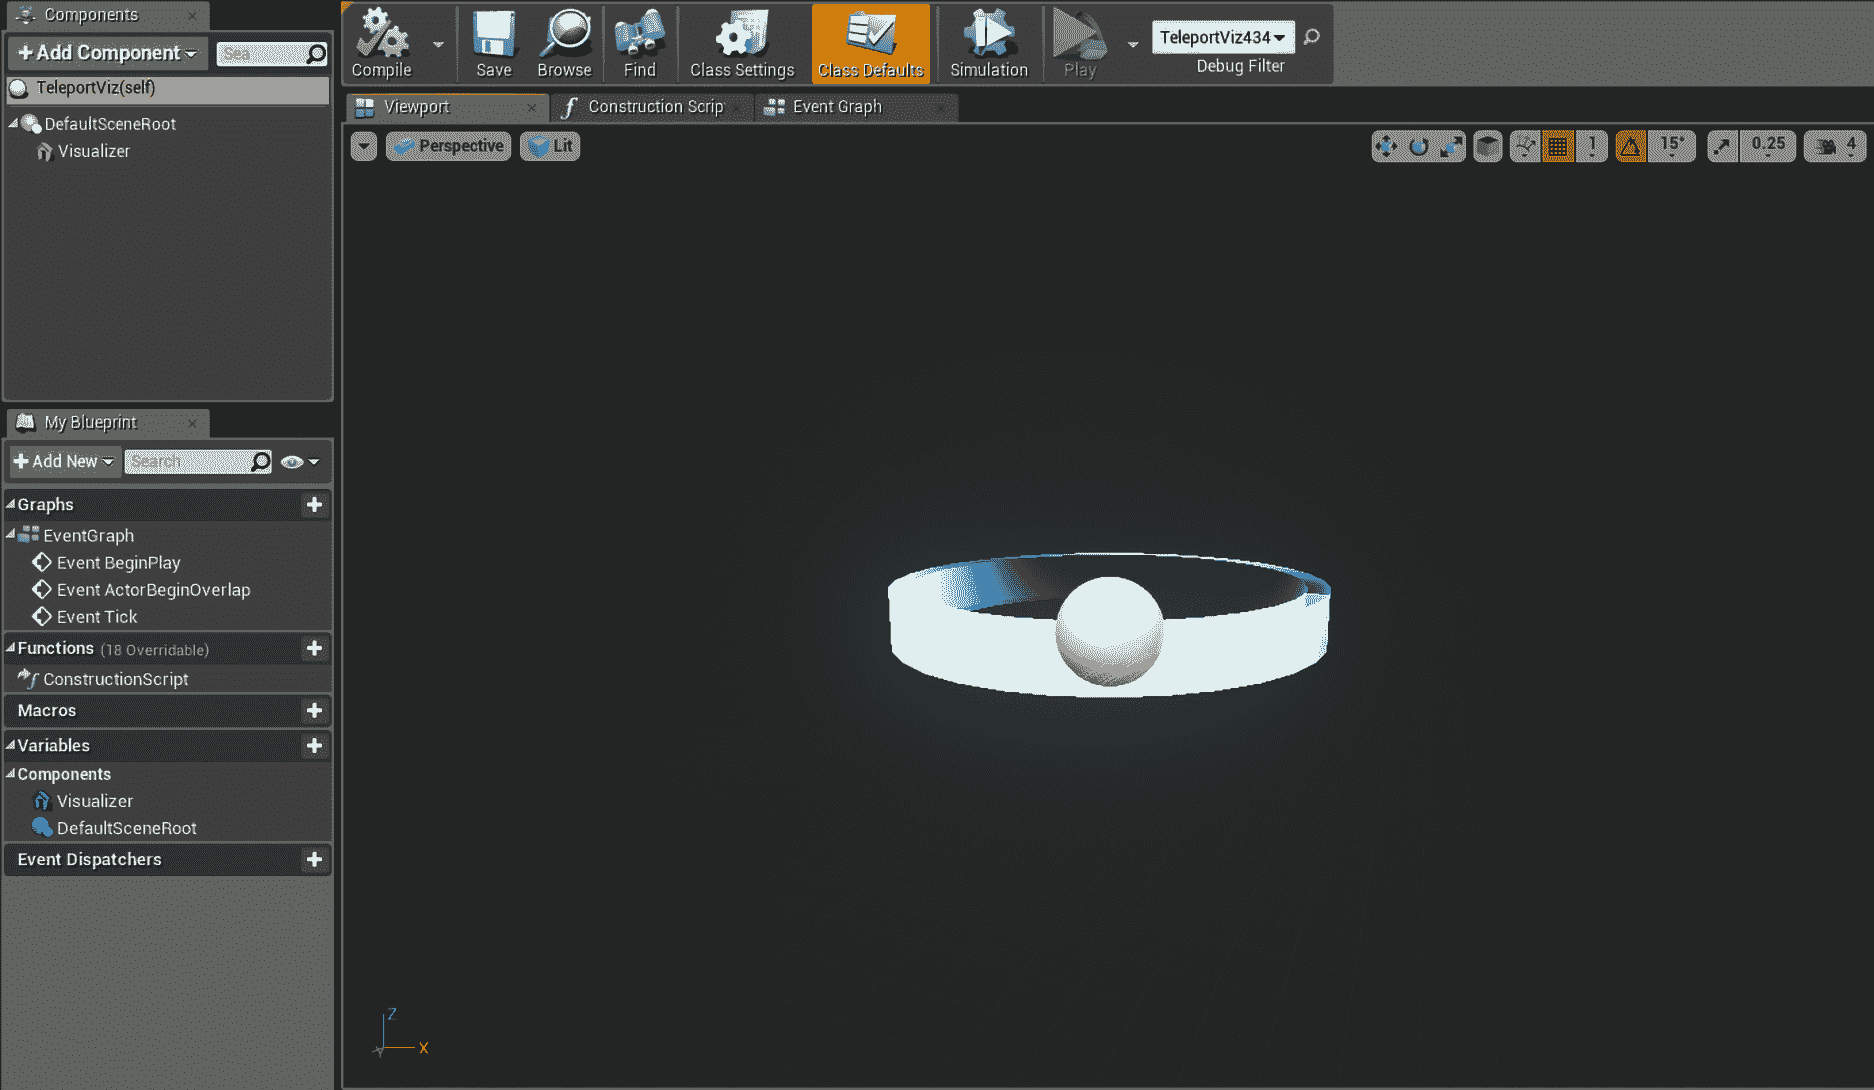 Components
Add Component
Sea
TeleportViz(self)
DefaultSceneRoot
Visualizer
My Blueprint
Add New
Search
Graphs
EventGraph
Event BeginPlay
Event ActorBeginOverlap
Event Tick
Functions (18 Overridable)
ConstructionScript
Macros
Variables
Components
Visualizer
DefaultSceneRoot
Event Dispatchers
Compile
Save
Browse
Find
Class Settings
Class Defaults
Simulation
Play
TeleportViz434
Debug Filter
Viewport
Construction Scrip
Event Graph
Perspective
Lit
1
15°
0.25
4
Z
X
Y